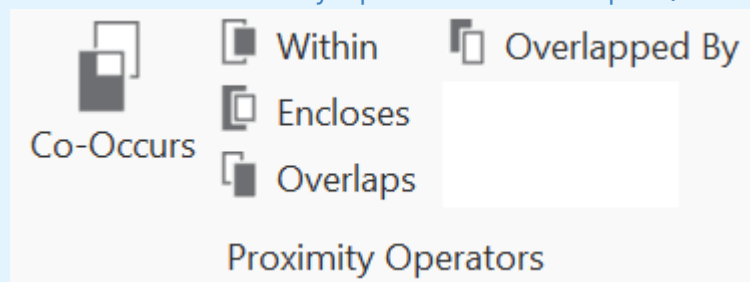 Co-Occurs
Within
Encloses
Overlaps
Overlapped By
Proximity Operators